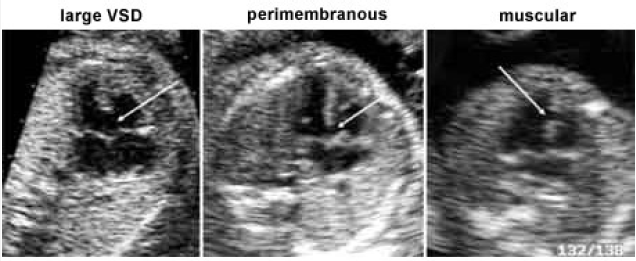 large VSD
perimembranous
muscular
132/138